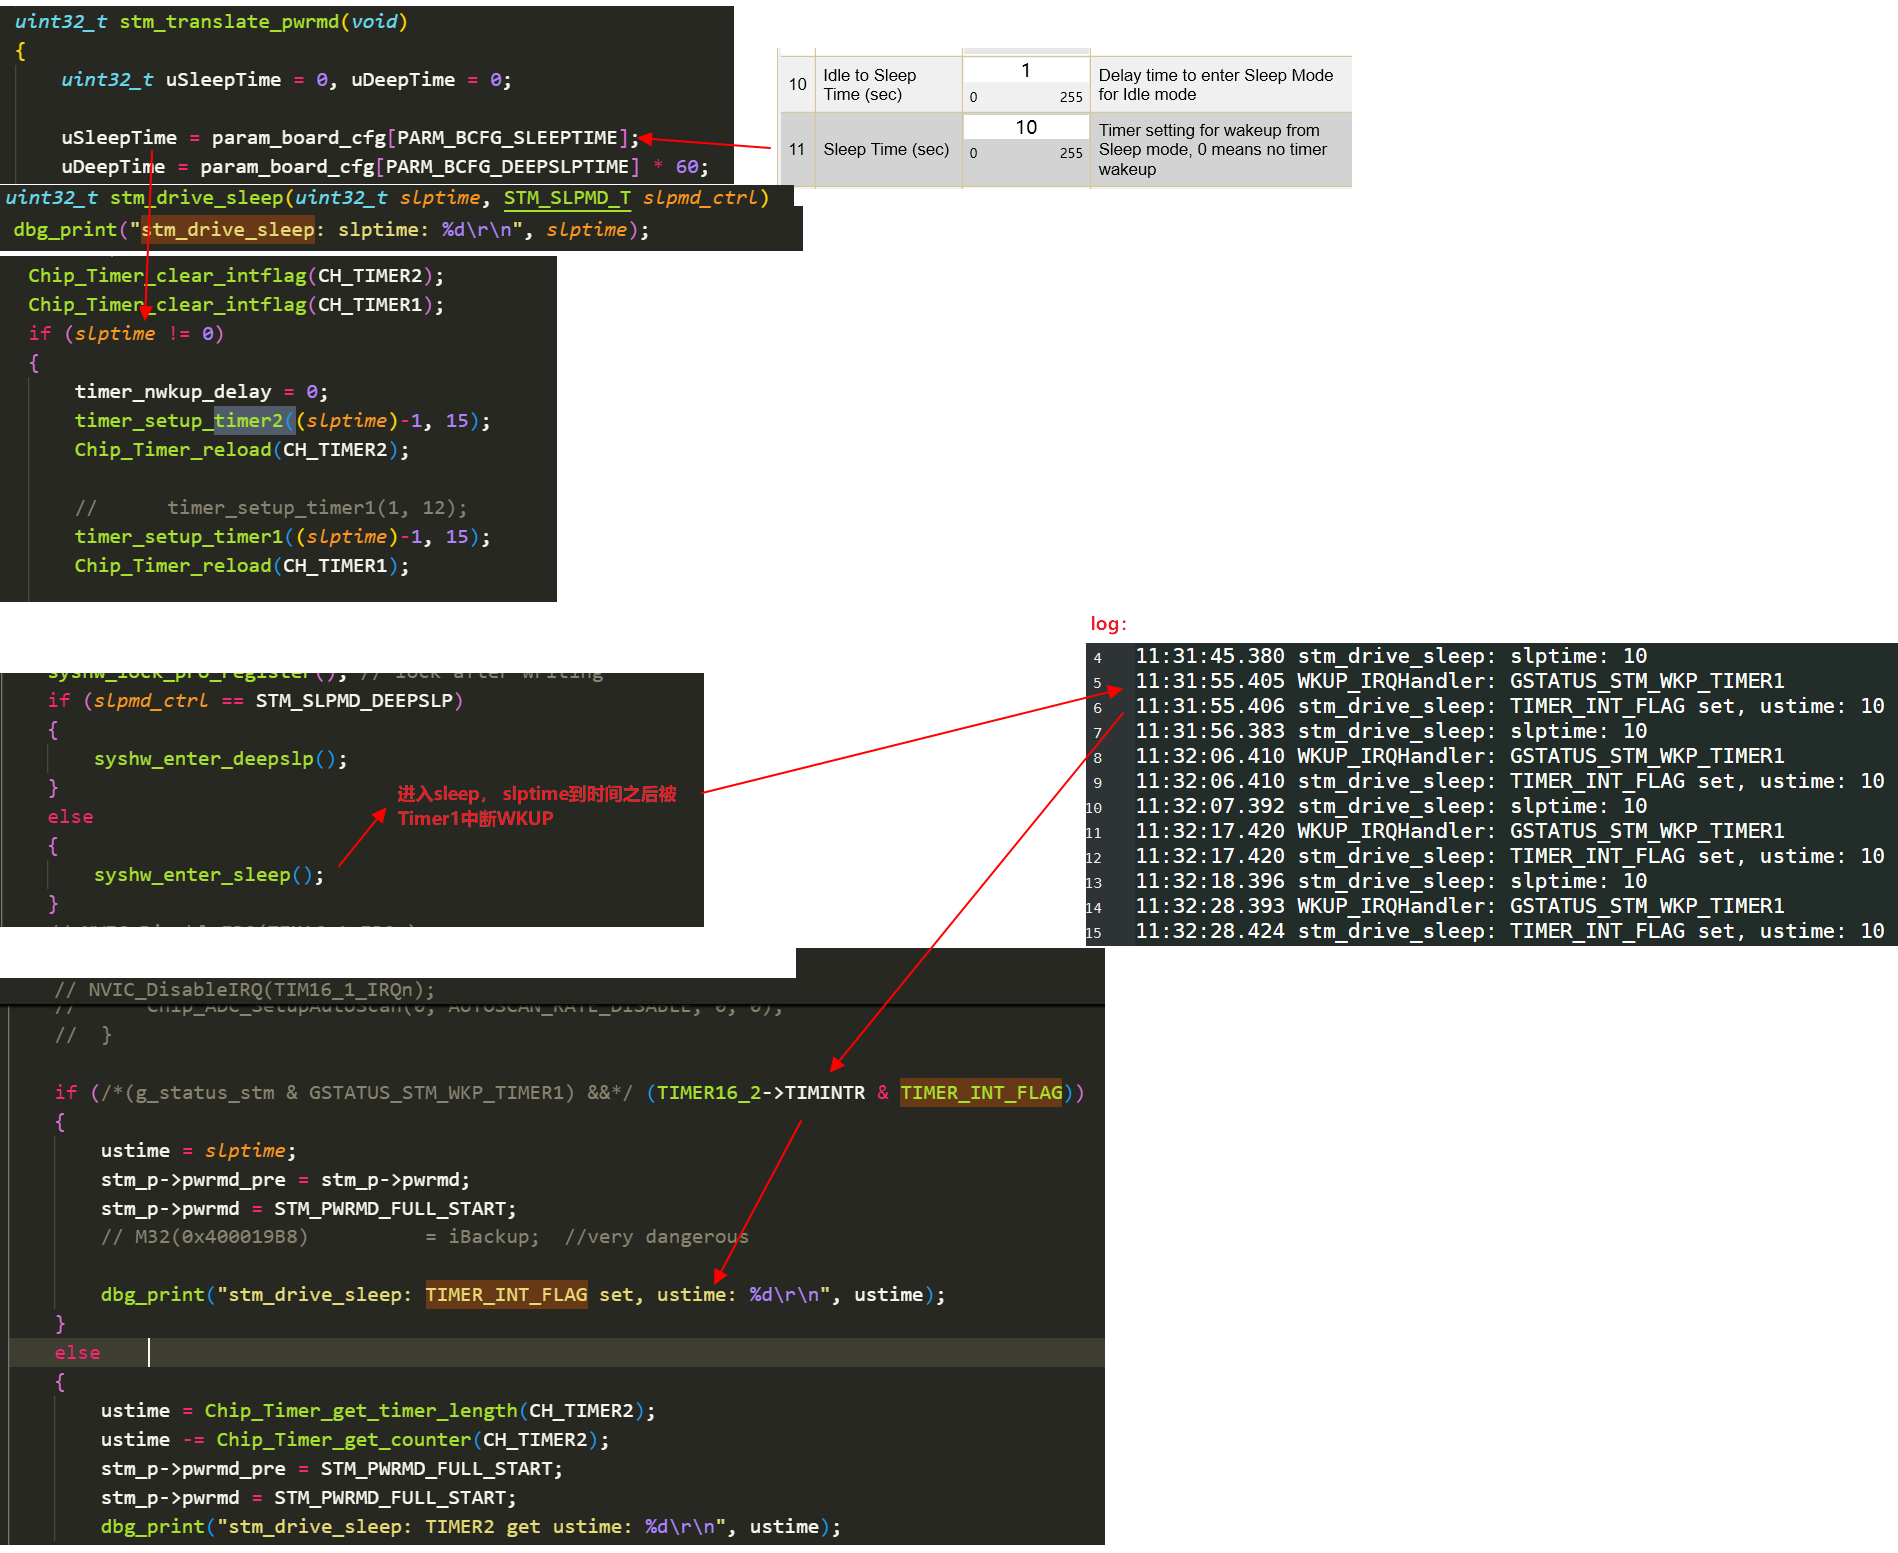 uint32_t stm_translate_pwrmd(void)
{
uint32_t uSleepTime = 0, uDeepTime = 0;
uSleepTime = param_board_cfg[PARM_BCFG_SLEEPTIME];
uDeepTime = param_board_cfg[PARM_BCFG_DEEPSLPTIME] * 60;
10
Idle to Sleep
Time (sec)
1
0 255
Delay time to enter Sleep Mode
for Idle mode
11
Sleep Time (sec)
10
0 255
Timer setting for wakeup from
Sleep mode, 0 means no timer
wakeup
uint32_t stm_drive_sleep(uint32_t slptime, STM_SLPMD_T slpmd_ctrl)
dbg_print("stm_drive_sleep: slptime: %d\r\n", slptime);
Chip_Timer_clear_intflag(CH_TIMER2);
Chip_Timer_clear_intflag(CH_TIMER1);
if (slptime != 0)
{
timer_nwkup_delay = 0;
timer_setup_timer2((slptime)-1, 15);
Chip_Timer_reload(CH_TIMER2);
// timer_setup_timer1(1, 12);
timer_setup_timer1((slptime)-1, 15);
Chip_Timer_reload(CH_TIMER1);
log:
4 11:31:45.380 stm_drive_sleep: slptime: 10
5 11:31:55.405 WKUP_IRQHandler: GSTATUS_STM_WKP_TIMER1
6 11:31:55.406 stm_drive_sleep: TIMER_INT_FLAG set, ustime: 10
7 11:31:56.383 stm_drive_sleep: slptime: 10
8 11:32:06.410 WKUP_IRQHandler: GSTATUS_STM_WKP_TIMER1
9 11:32:06.410 stm_drive_sleep: TIMER_INT_FLAG set, ustime: 10
10 11:32:07.392 stm_drive_sleep: slptime: 10
11 11:32:17.420 WKUP_IRQHandler: GSTATUS_STM_WKP_TIMER1
12 11:32:17.420 stm_drive_sleep: TIMER_INT_FLAG set, ustime: 10
13 11:32:18.396 stm_drive_sleep: slptime: 10
14 11:32:28.393 WKUP_IRQHandler: GSTATUS_STM_WKP_TIMER1
15 11:32:28.424 stm_drive_sleep: TIMER_INT_FLAG set, ustime: 10
syshw_lock_pro_register(); // lock after writing
if (slpmd_ctrl == STM_SLPMD_DEEPSLP)
{
syshw_enter_deepslp();
}
else
{
syshw_enter_sleep();
}
进入sleep， slptime到时间之后被
Timer1中断WKUP
// NVIC_DisableIRQ(TIM16_1_IRQn);
// Chip_ADC_SetupAutoScan(0, AUTOSCAN_RATE_DISABLE, 0, 0);
// }
if (/*(g_status_stm & GSTATUS_STM_WKP_TIMER1) &&*/ (TIMER16_2->TIMINTR & TIMER_INT_FLAG))
{
ustime = slptime;
stm_p->pwrmd_pre = stm_p->pwrmd;
stm_p->pwrmd = STM_PWRMD_FULL_START;
// M32(0x400019B8) = iBackup; //very dangerous
dbg_print("stm_drive_sleep: TIMER_INT_FLAG set, ustime: %d\r\n", ustime);
}
else
{
ustime = Chip_Timer_get_timer_length(CH_TIMER2);
ustime -= Chip_Timer_get_counter(CH_TIMER2);
stm_p->pwrmd_pre = STM_PWRMD_FULL_START;
stm_p->pwrmd = STM_PWRMD_FULL_START;
dbg_print("stm_drive_sleep: TIMER2 get ustime: %d\r\n", ustime);